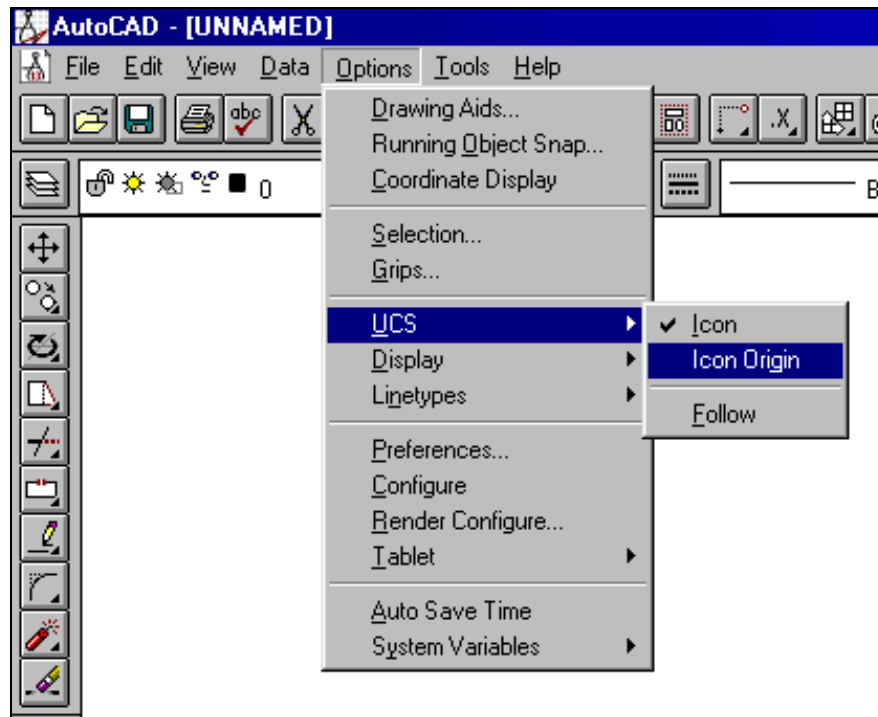 AutoCAD - [UNNAMED]
File Edit View Data Options Tools Help
abc
.X
0
B
Drawing Aids...
Running Object Snap...
Coordinate Display
Selection...
Grips...
UCS
Icon
Icon Origin
Follow
Display
Linetypes
Preferences...
Configure
Render Configure...
Tablet
Auto Save Time
System Variables